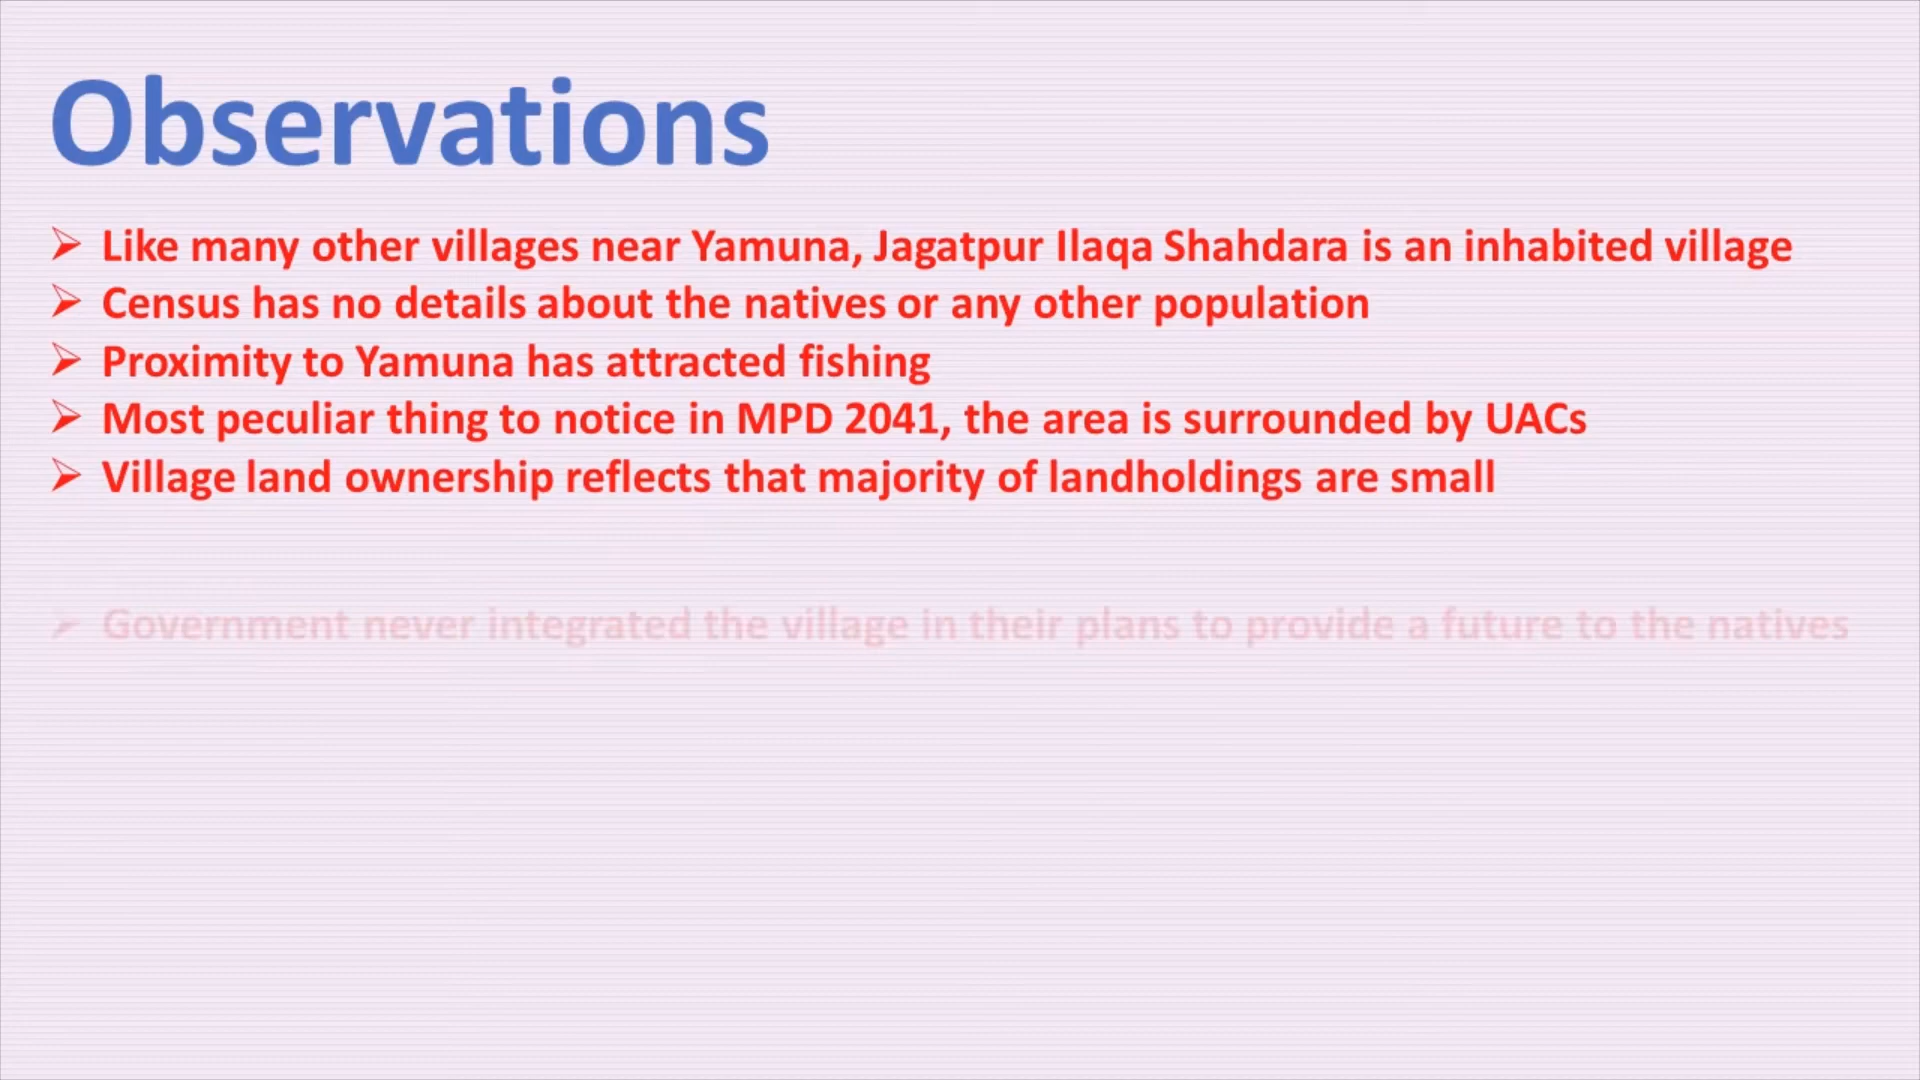 Observations
➢ Like many other villages near Yamuna, Jagatpur Ilaqa Shahdara is an inhabited village
➢ Census has no details about the natives or any other population
➢ Proximity to Yamuna has attracted fishing
➢ Most peculiar thing to notice in MPD 2041, the area is surrounded by UACs
➢ Village land ownership reflects that majority of landholdings are small
➢ Government never integrated the village in their plans to provide a future to the natives